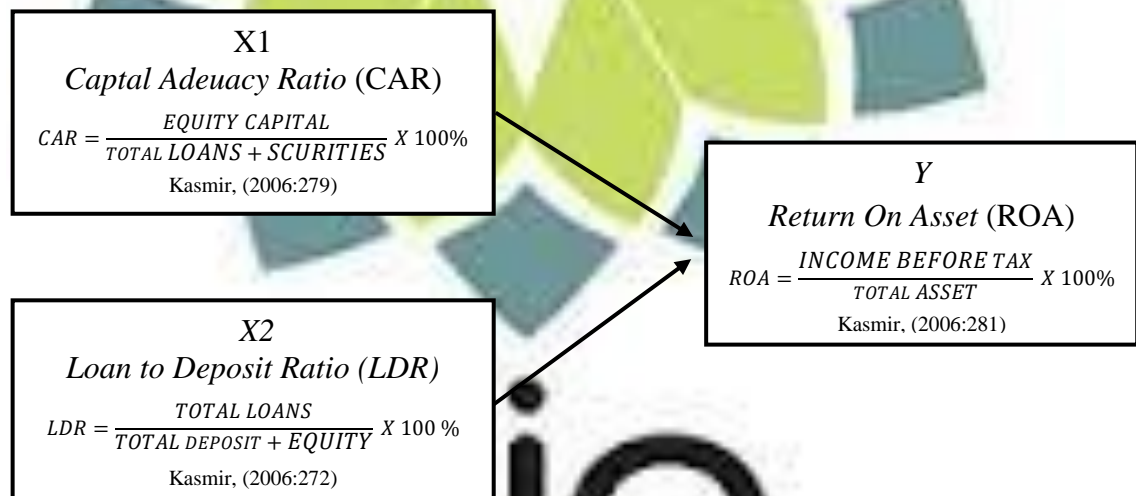 X1
Captal Adeuacy Ratio (CAR)
CAR = EQUITY CAPITAL / TOTAL LOANS + SCURITIES X 100%
Kasmir, (2006:279)
Y
Return On Asset (ROA)
ROA = INCOME BEFORE TAX / TOTAL ASSET X 100%
Kasmir, (2006:281)
X2
Loan to Deposit Ratio (LDR)
LDR = TOTAL LOANS / TOTAL DEPOSIT + EQUITY X 100 %
Kasmir, (2006:272)